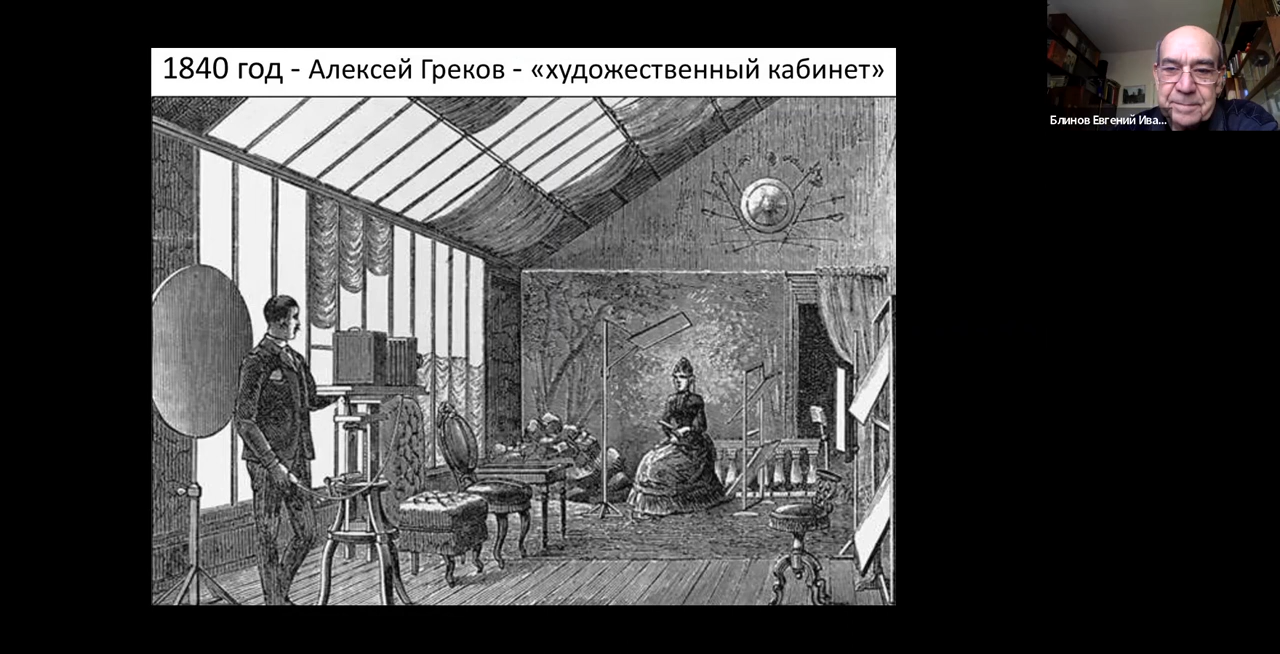 1840 год - Алексей Греков - «художественный кабинет»
Блинов Евгений Ива...